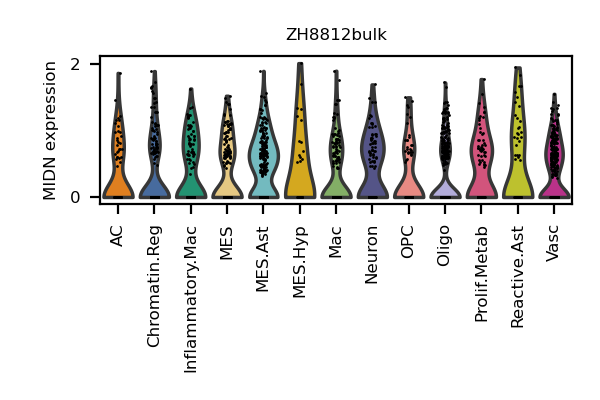 ZH8812bulk
MIDN expression
2
0
AC
Chromatin.Reg
Inflammatory.Mac
MES
MES.Ast
MES.Hyp
Mac
Neuron
OPC
Oligo
Prolif.Metab
Reactive.Ast
Vasc